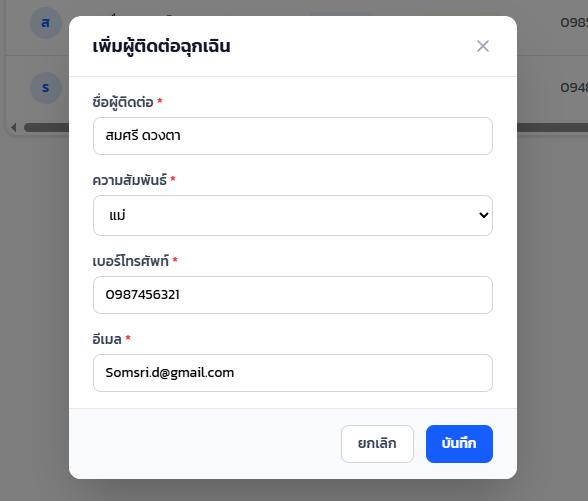 เพิ่มผู้ติดต่อฉุกเฉิน
ชื่อผู้ติดต่อ *
สมศรี ดวงตา
ความสัมพันธ์ *
แม่
เบอร์โทรศัพท์ *
0987456321
อีเมล *
Somsri.d@gmail.com
ยกเลิก
บันทึก
ส
098
ร
094